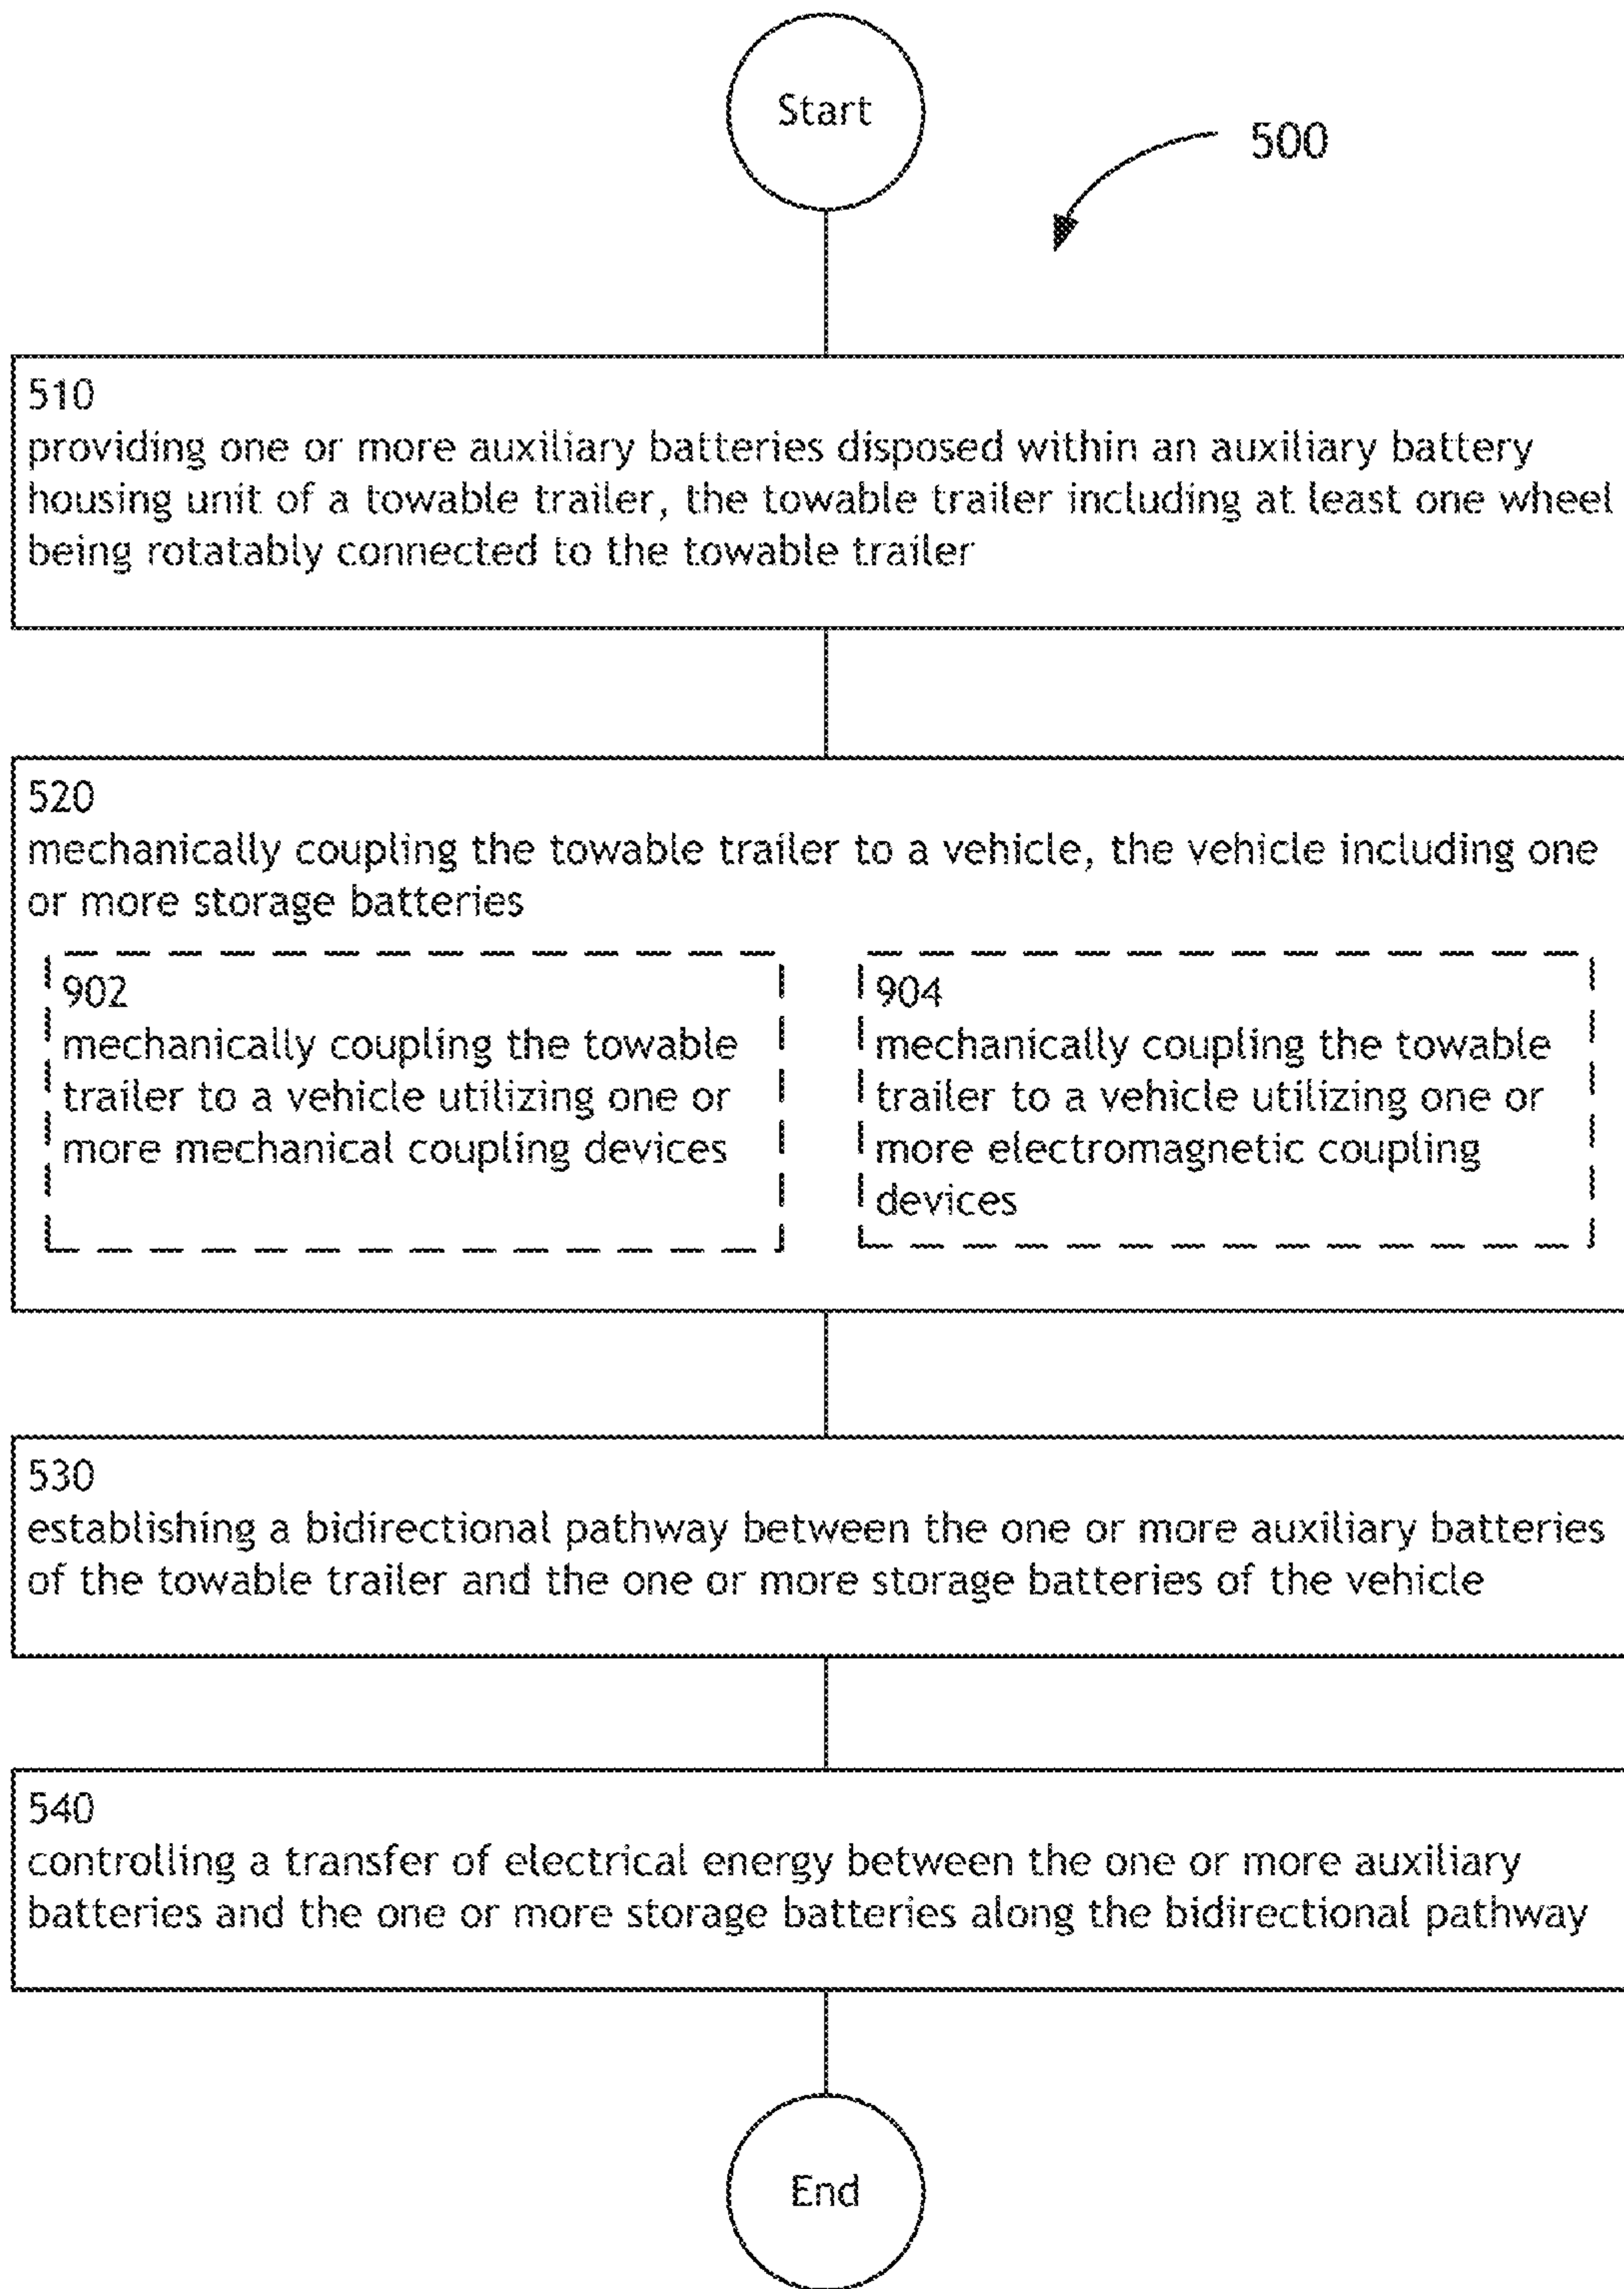 Start
500
510
providing one or more auxiliary batteries disposed within an auxiliary battery
housing unit of a towable trailer, the towable trailer including at least one wheel
being rotatably connected to the towable trailer
520
mechanically coupling the towable trailer to a vehicle, the vehicle including one
or more storage batteries
902
mechanically coupling the towable
trailer to a vehicle utilizing one or
more mechanical coupling devices
904
mechanically coupling the towable
trailer to a vehicle utilizing one or
more electromagnetic coupling
devices
530
establishing a bidirectional pathway between the one or more auxiliary batteries
of the towable trailer and the one or more storage batteries of the vehicle
540
controlling a transfer of electrical energy between the one or more auxiliary
batteries and the one or more storage batteries along the bidirectional pathway
End